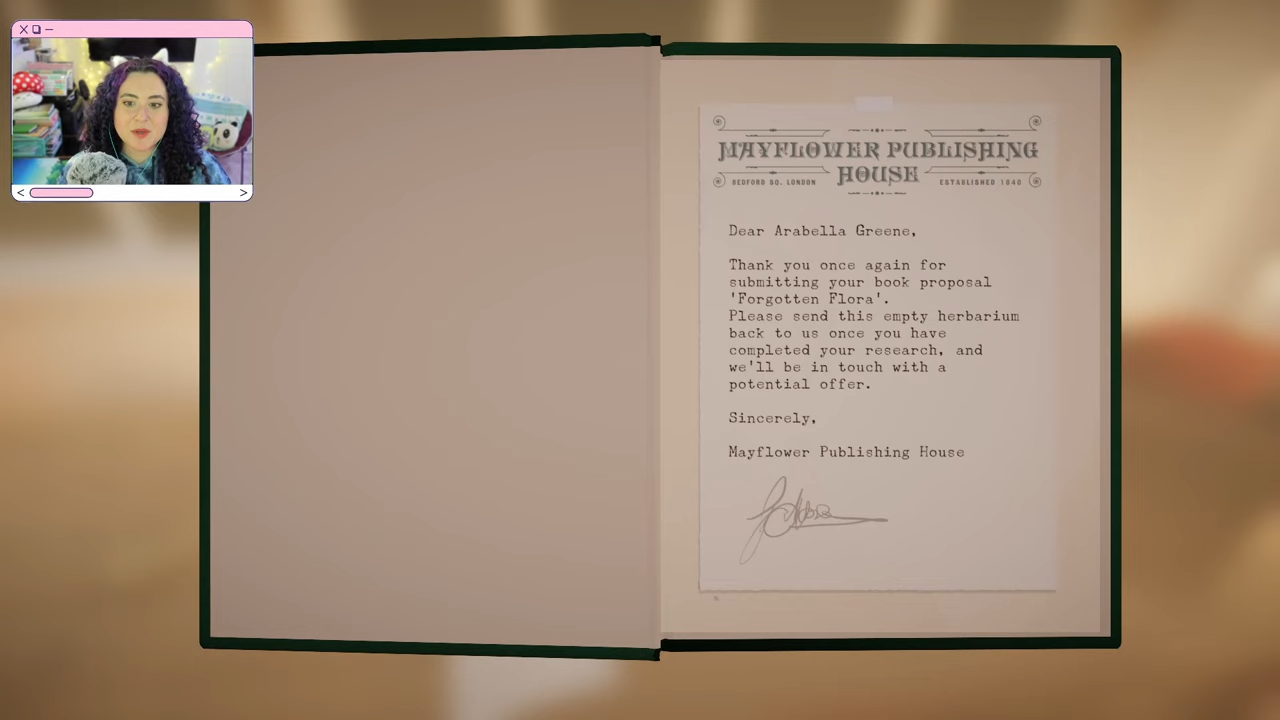 MAYFLOWER PUBLISHING
HOUSE
BEDFORD SQ. LONDON
ESTABLISHED 1840
Dear Arabella Greene,
Thank you once again for
submitting your book proposal
'Forgotten Flora'.
Please send this empty herbarium
back to us once you have
completed your research, and
we'll be in touch with a
potential offer.
Sincerely,
Mayflower Publishing House